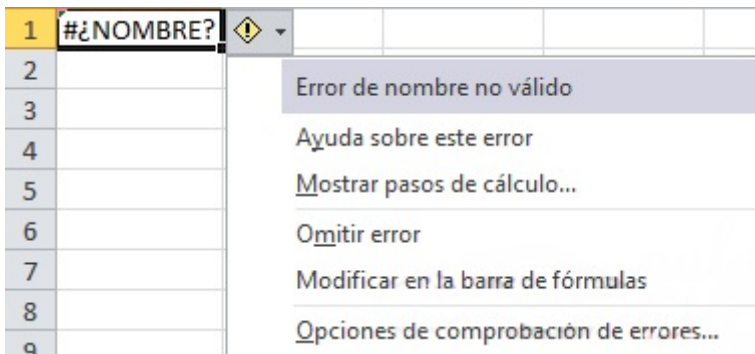 1 #¿NOMBRE?
2
Error de nombre no válido
3
4 Ayuda sobre este error
5 Mostrar pasos de cálculo...
6 Omitir error
7 Modificar en la barra de fórmulas
8 Opciones de comprobación de errores...
9